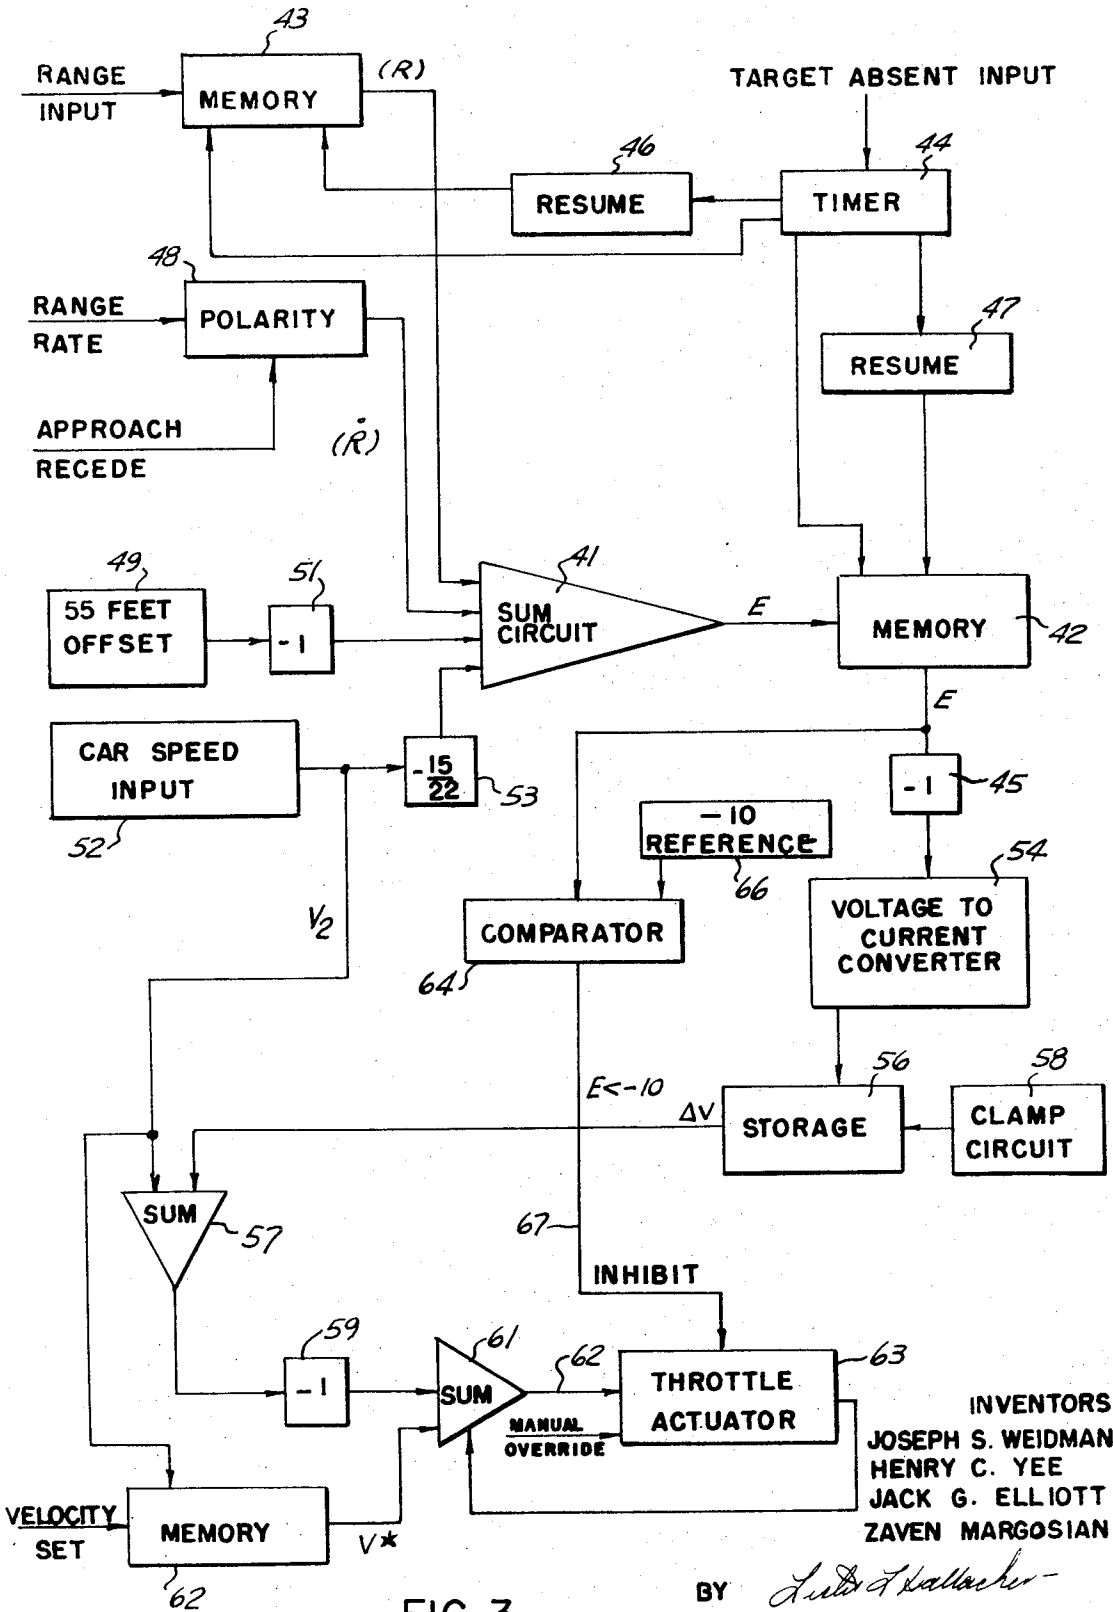 43
RANGE
INPUT
MEMORY
(R)
TARGET ABSENT INPUT
46
RESUME
44
TIMER
48
RANGE
RATE
POLARITY
47
RESUME
APPROACH
RECEDE
(Ṙ)
49
55 FEET
OFFSET
51
-1
41
SUM
CIRCUIT
E
MEMORY
42
E
CAR SPEED
INPUT
52
-15/22
53
-1
45
-10
REFERENCE
66
V2
COMPARATOR
64
54
VOLTAGE TO
CURRENT
CONVERTER
E<-10
ΔV
56
STORAGE
58
CLAMP
CIRCUIT
SUM
57
67
INHIBIT
59
-1
61
SUM
62
MANUAL
OVERRIDE
THROTTLE
ACTUATOR
63
VELOCITY
SET
MEMORY
62
V*
INVENTORS
JOSEPH S. WEIDMAN
HENRY C. YEE
JACK G. ELLIOTT
ZAVEN MARGOSIAN
BY
FIG 3